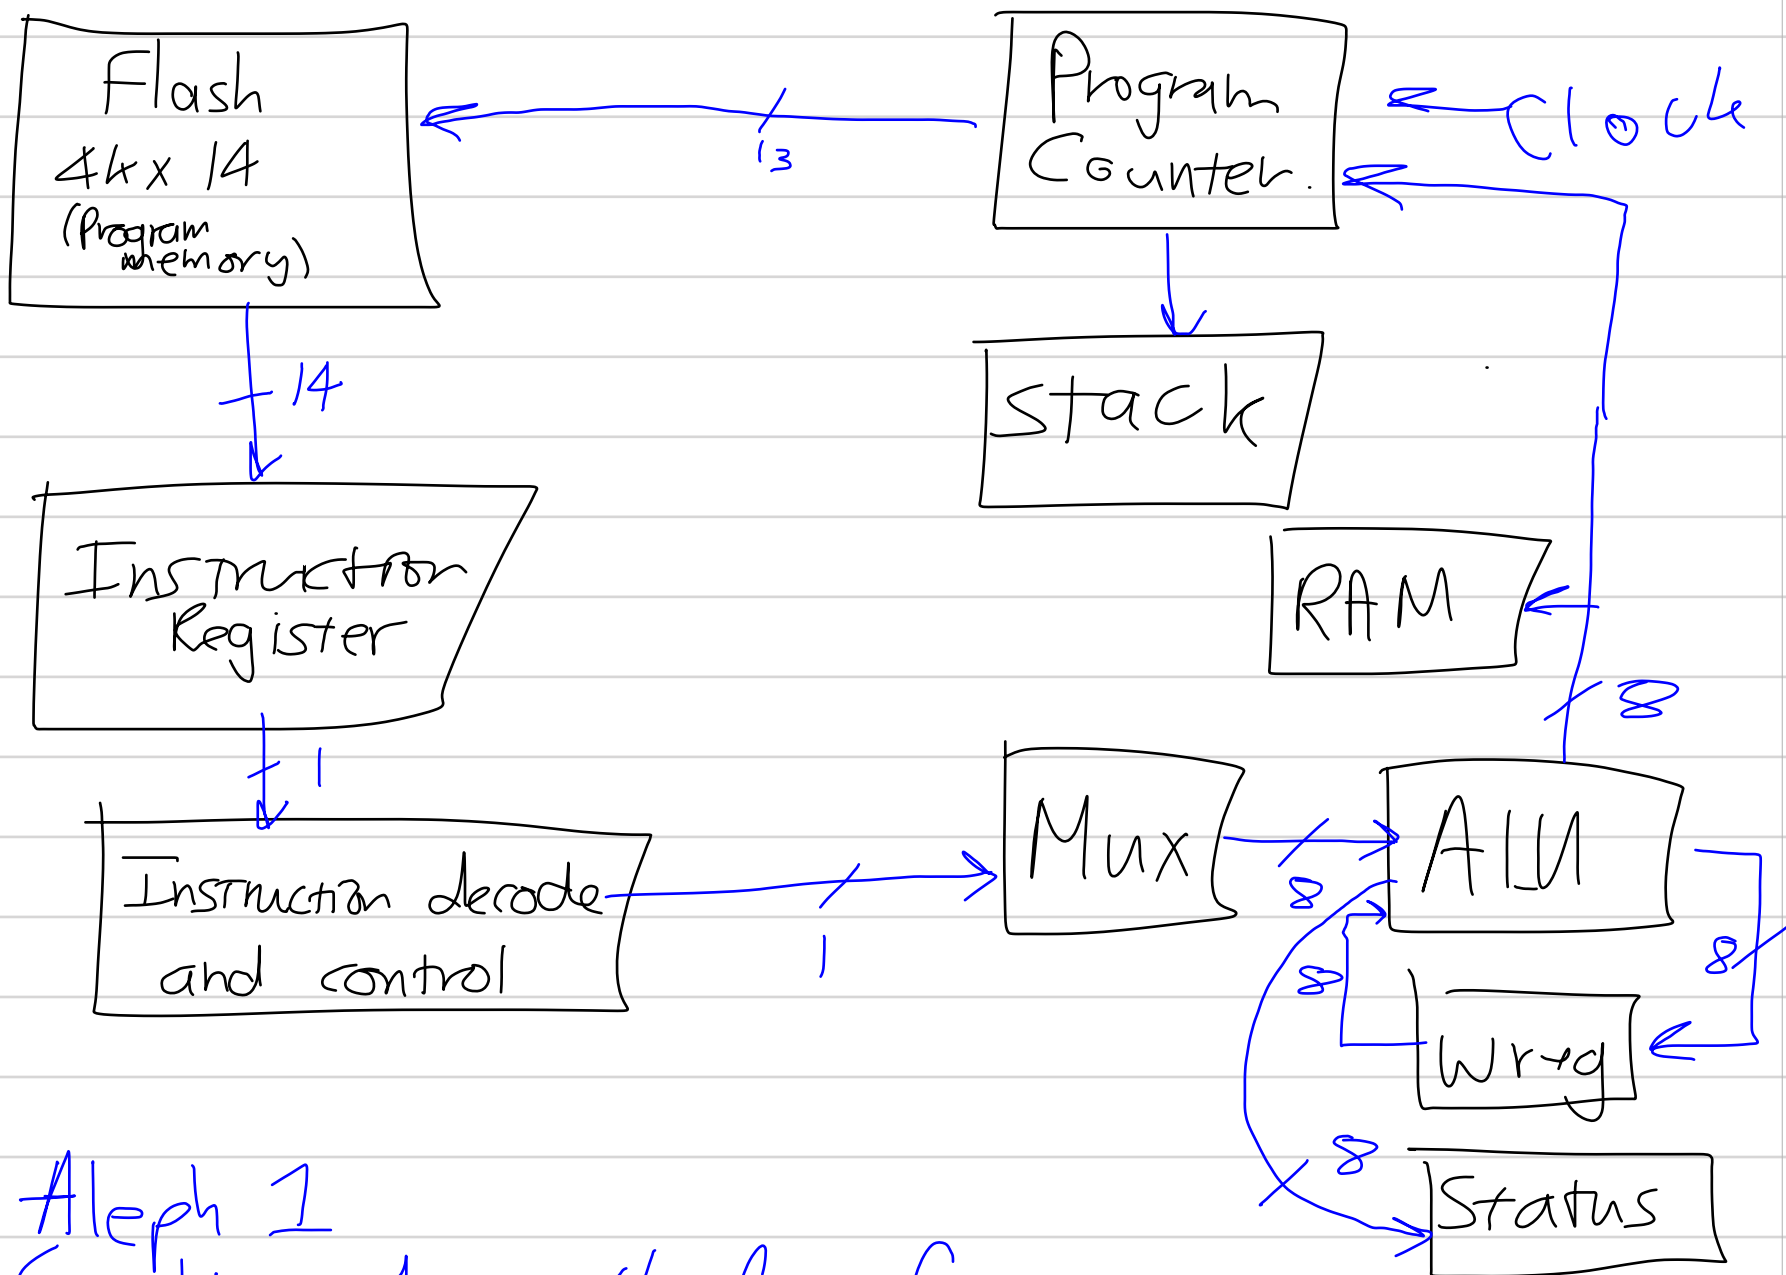 Flash
4k x 14
(Program
memory)
13
Program
Counter.
Clock
Stack
14
Instruction
Register
RAM
8
1
Instruction decode
and control
1
Mux
8
ALU
8
8
Wreg
8
Status
Aleph 1